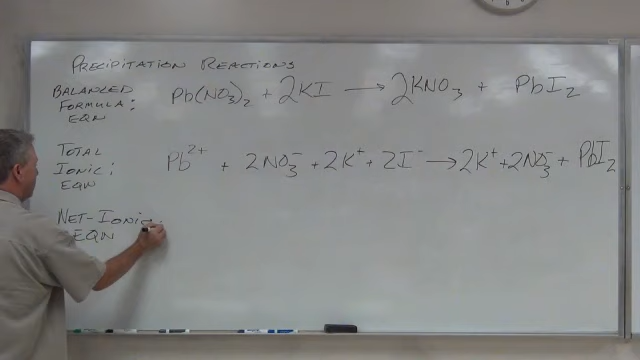 PRECIPITATION REACTIONS
BALANCED
FORMULA:
EQN
Pb(NO₃)₂ + 2KI → 2KNO₃ + PbI₂
TOTAL
IONIC:
EQN
Pb²⁺ + 2NO₃⁻ + 2K⁺ + 2I⁻ → 2K⁺ + 2NO₃⁻ + PbI₂
NET-IONIC:
EQN